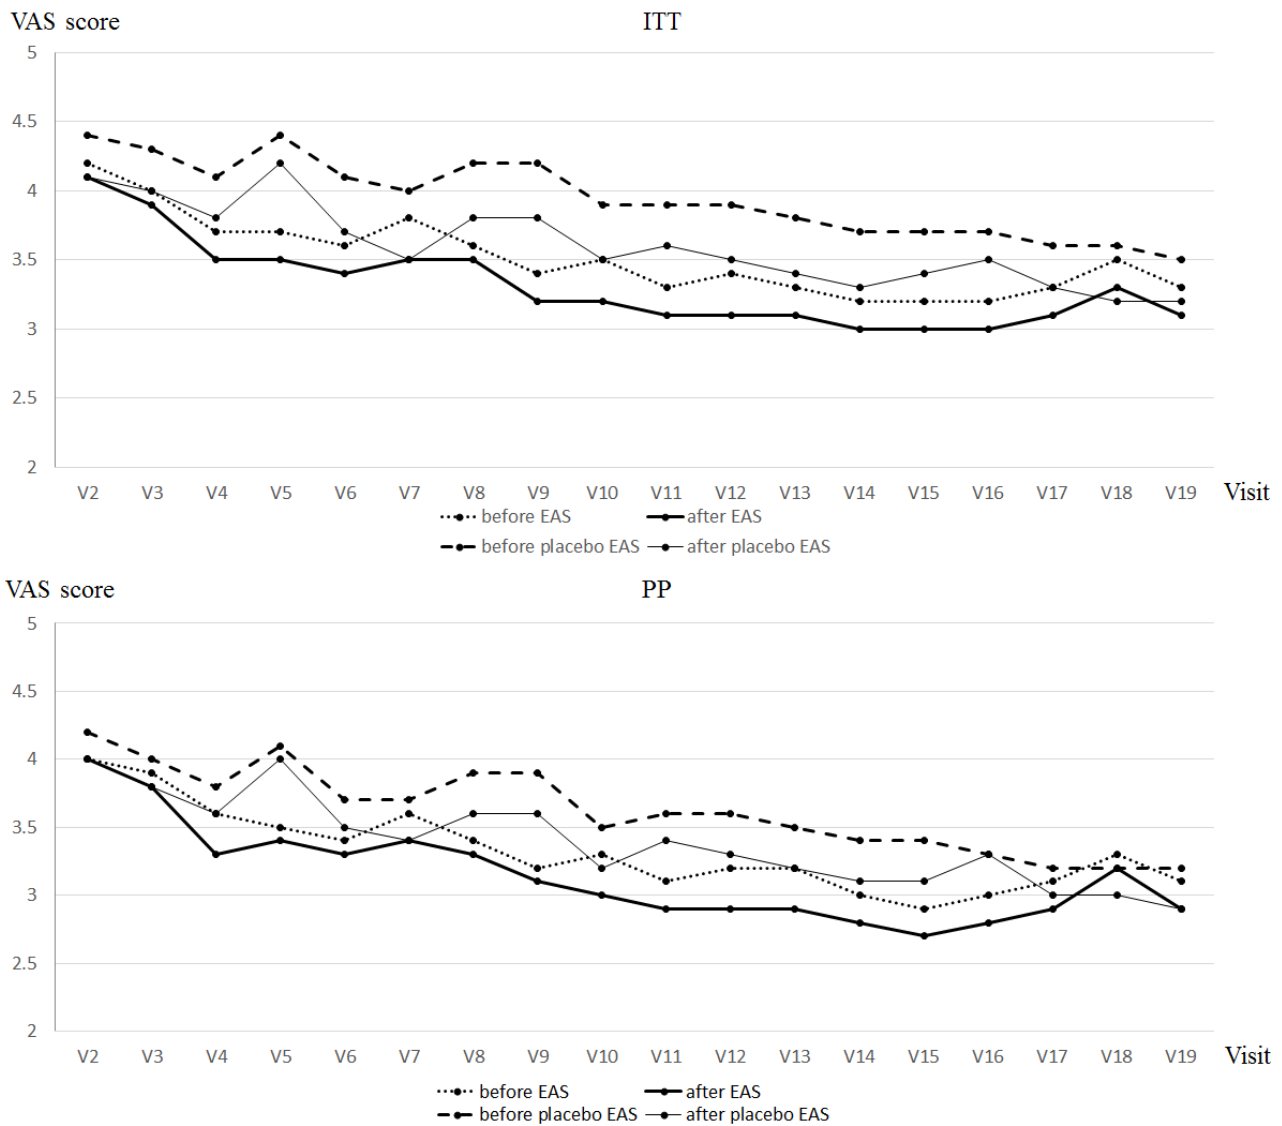 VAS score
ITT
5
4.5
4
3.5
3
2.5
2
V2 V3 V4 V5 V6 V7 V8 V9 V10 V11 V12 V13 V14 V15 V16 V17 V18 V19 Visit
before EAS after EAS
before placebo EAS after placebo EAS
VAS score
PP
5
4.5
4
3.5
3
2.5
2
V2 V3 V4 V5 V6 V7 V8 V9 V10 V11 V12 V13 V14 V15 V16 V17 V18 V19 Visit
before EAS after EAS
before placebo EAS after placebo EAS